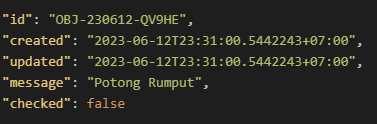 "id": "OBJ-230612-QV9HE",
"created": "2023-06-12T23:31:00.5442243+07:00",
"updated": "2023-06-12T23:31:00.5442243+07:00",
"message": "Potong Rumput",
"checked": false